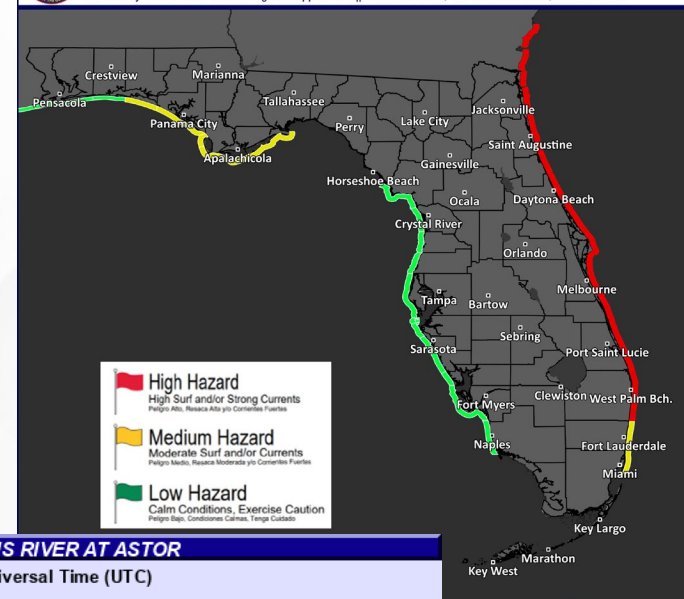 Crestview
Marianna
Pensacola
Tallahassee
Panama City
Jacksonville
Perry
Lake City
Saint Augustine
Apalachicola
Gainesville
Horseshoe Beach
Ocala
Daytona Beach
Crystal River
Orlando
Melbourne
Tampa
Bartow
Sebring
Sarasota
Port Saint Lucie
Clewiston
West Palm Bch.
Fort Myers
Naples
Fort Lauderdale
Miami
Key Largo
Marathon
Key West
High Hazard
High Surf and/or Strong Currents
Peligro Alto, Resaca Alta y/o Corrientes Fuertes
Medium Hazard
Moderate Surf and/or Currents
Peligro Medio, Resaca Moderada y/o Corrientes Fuertes
Low Hazard
Calm Conditions, Exercise Caution
Peligro Bajo, Condiciones Calmas, Tenga Cuidado
RIVER AT ASTOR
Time (UTC)